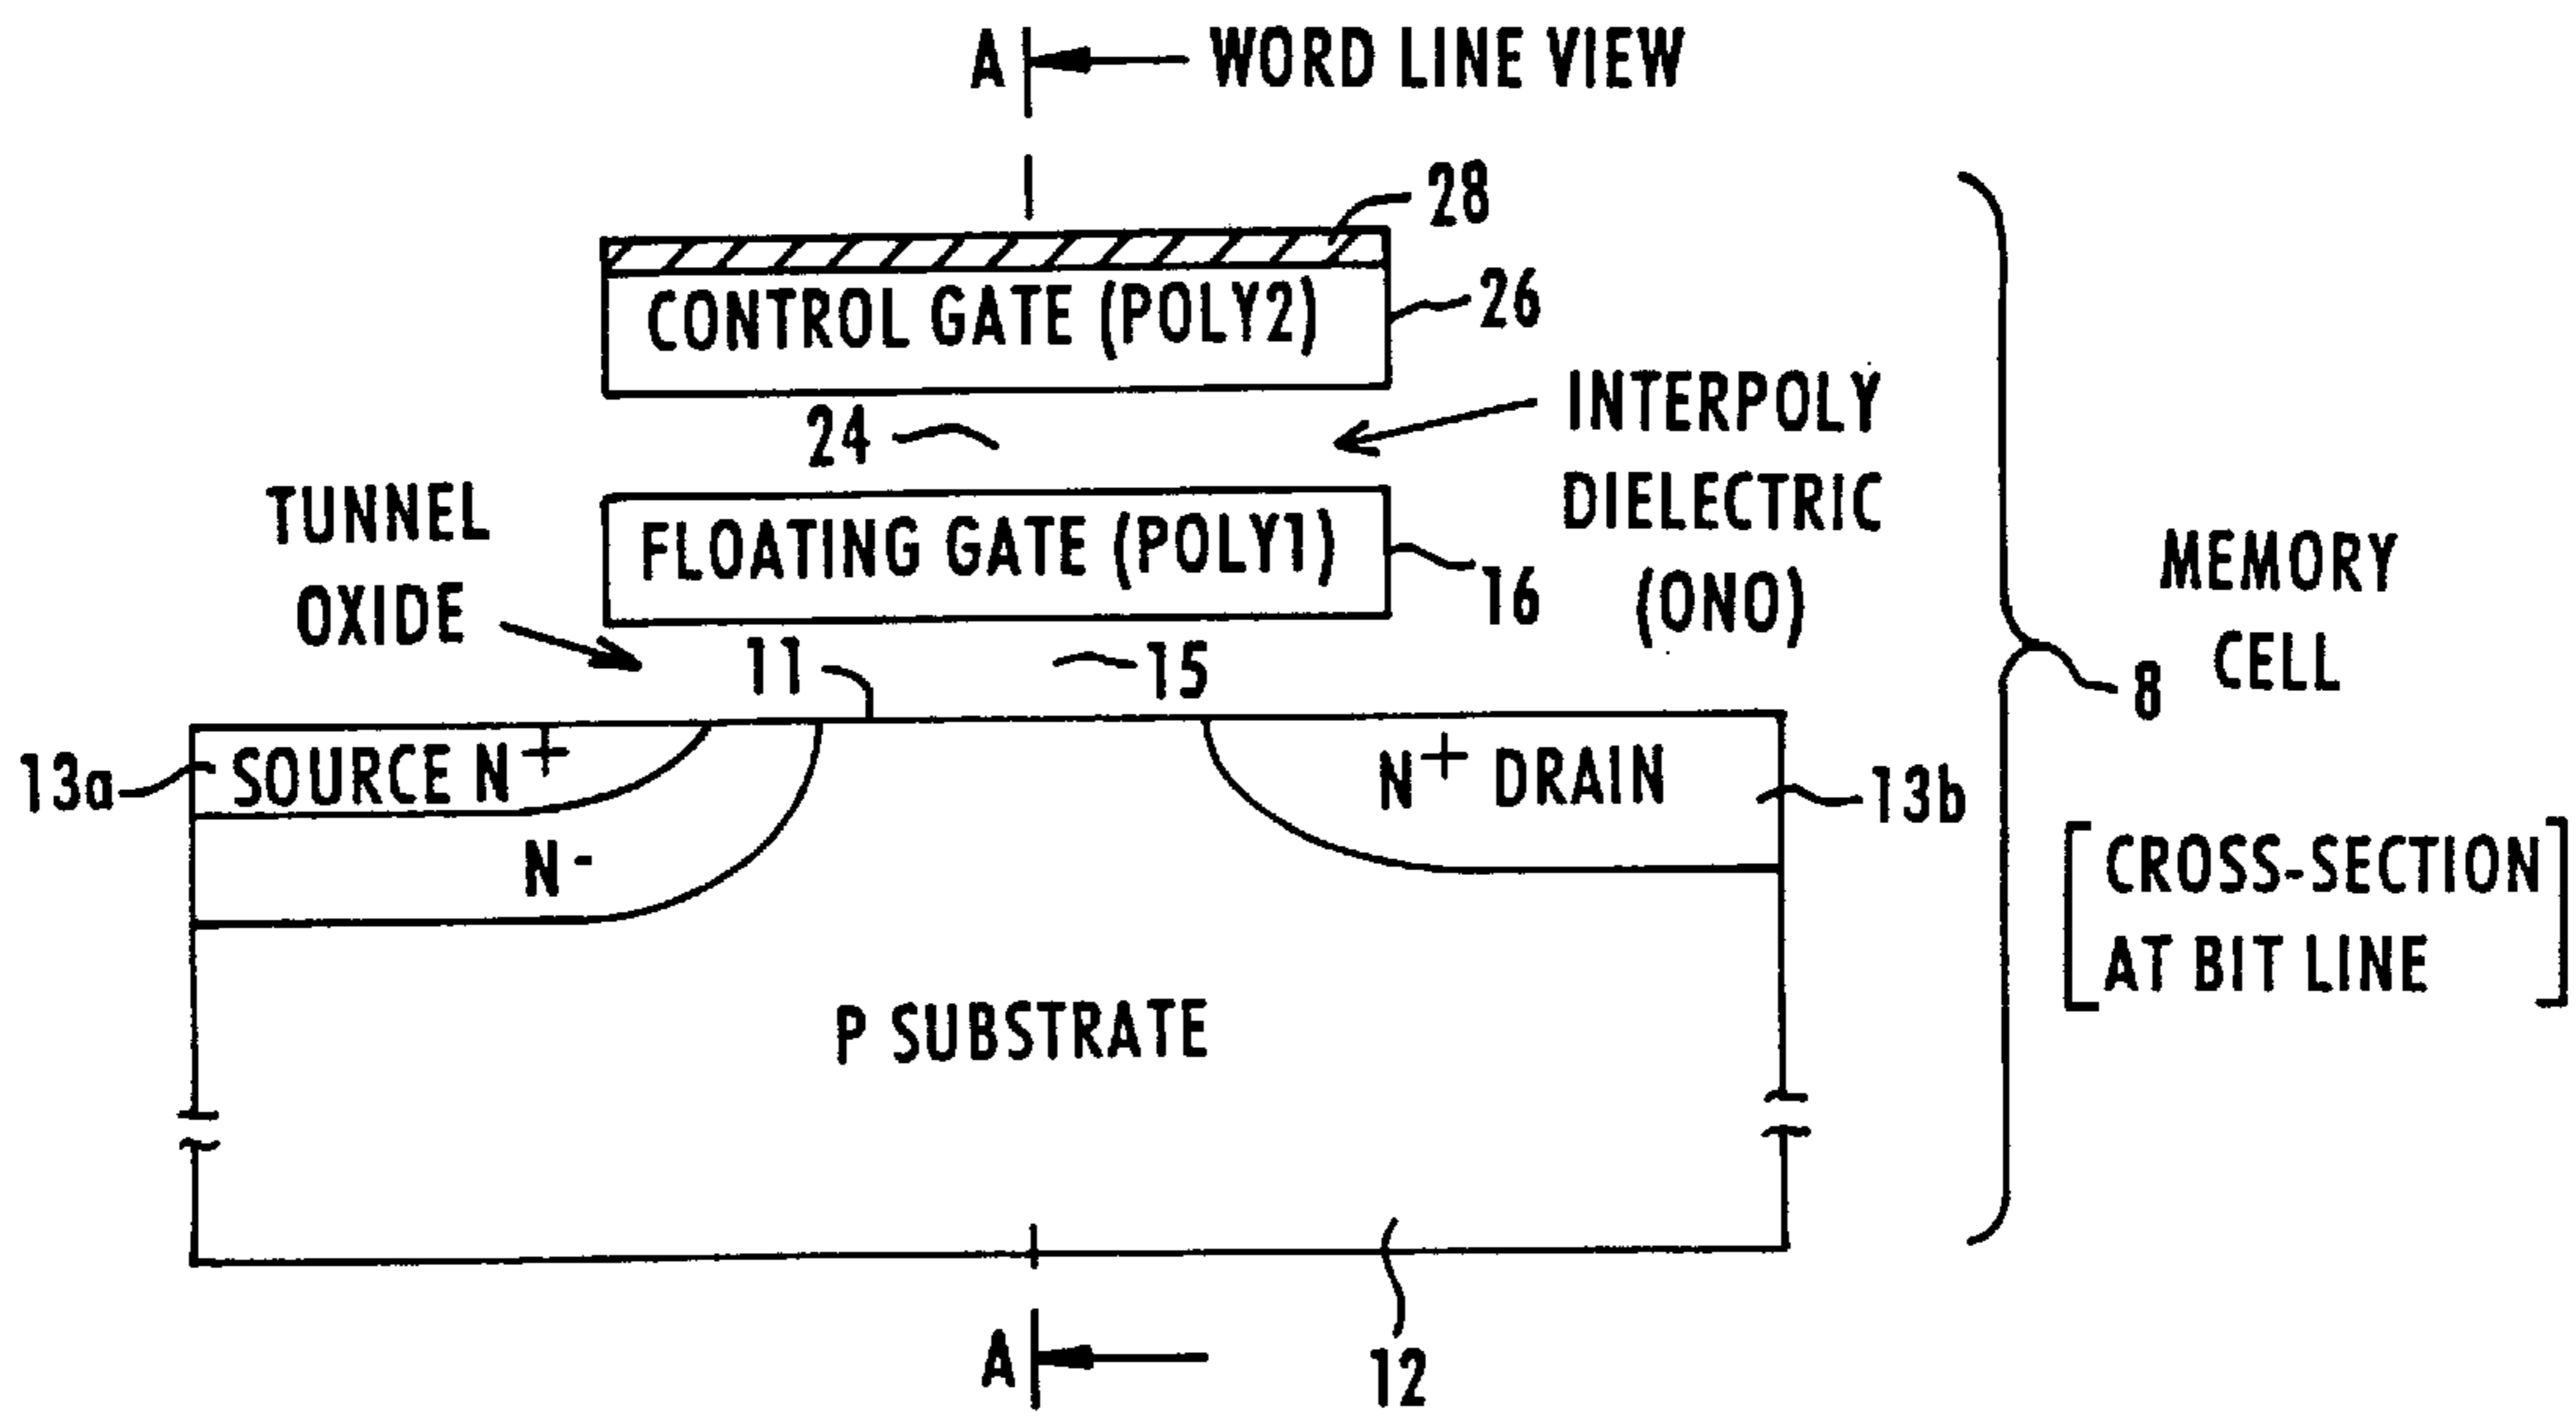 A WORD LINE VIEW
28
CONTROL GATE (POLY2)
26
24
INTERPOLY
DIELECTRIC
(ONO)
TUNNEL
OXIDE
FLOATING GATE (POLY1)
16
11
15
MEMORY
CELL
8
13a
SOURCE N+
N+ DRAIN
13b
N-
[CROSS-SECTION
AT BIT LINE]
P SUBSTRATE
A
12